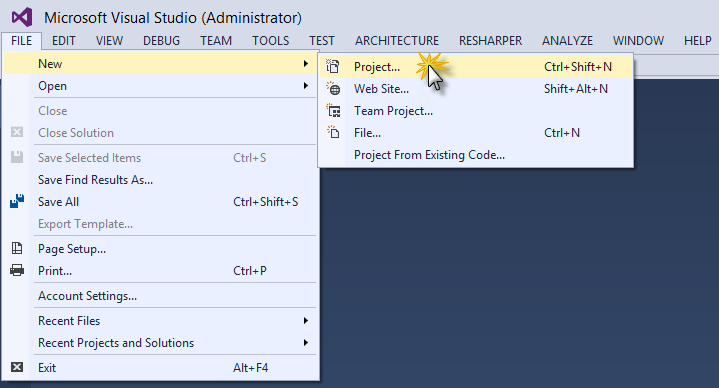 Microsoft Visual Studio (Administrator)
FILE EDIT VIEW DEBUG TEAM TOOLS TEST ARCHITECTURE RESHARPER ANALYZE WINDOW HELP
New
Open
Close
Close Solution
Save Selected Items Ctrl+S
Save Find Results As...
Save All Ctrl+Shift+S
Export Template...
Page Setup...
Print... Ctrl+P
Account Settings...
Recent Files
Recent Projects and Solutions
Exit Alt+F4
Project... Ctrl+Shift+N
Web Site... Shift+Alt+N
Team Project...
File... Ctrl+N
Project From Existing Code...